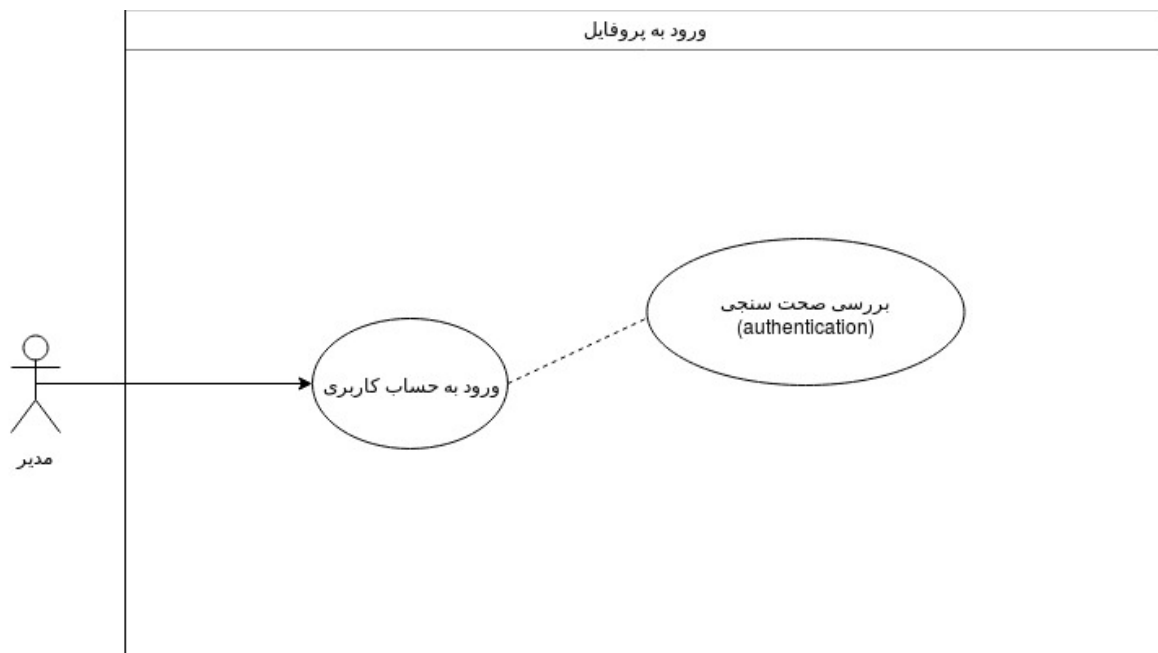 ورود به پروفایل
بررسی صحت سنجی
(authentication)
ورود به حساب کاربری
مدیر